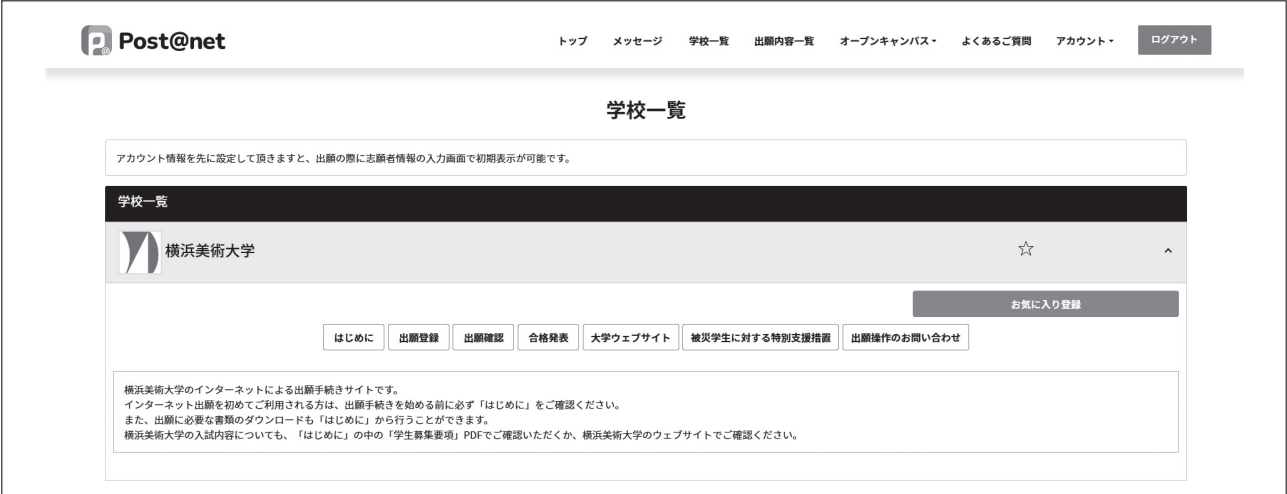 Post@net
トップ メッセージ 学校一覧 出願内容一覧 オープンキャンパス よくあるご質問 アカウント ログアウト
学校一覧
アカウント情報を先に設定して頂きますと、出願の際に志願者情報の入力画面で初期表示が可能です。
学校一覧
横浜美術大学 ☆
お気に入り登録
はじめに 出願登録 出願確認 合格発表 大学ウェブサイト 被災学生に対する特別支援措置 出願操作のお問い合わせ
横浜美術大学のインターネットによる出願手続きサイトです。
インターネット出願を初めてご利用される方は、出願手続きを始める前に必ず「はじめに」をご確認ください。
また、出願に必要な書類のダウンロードも「はじめに」から行うことができます。
横浜美術大学の入試内容についても、「はじめに」の中の「学生募集要項」PDFでご確認いただくか、横浜美術大学のウェブサイトでご確認ください。